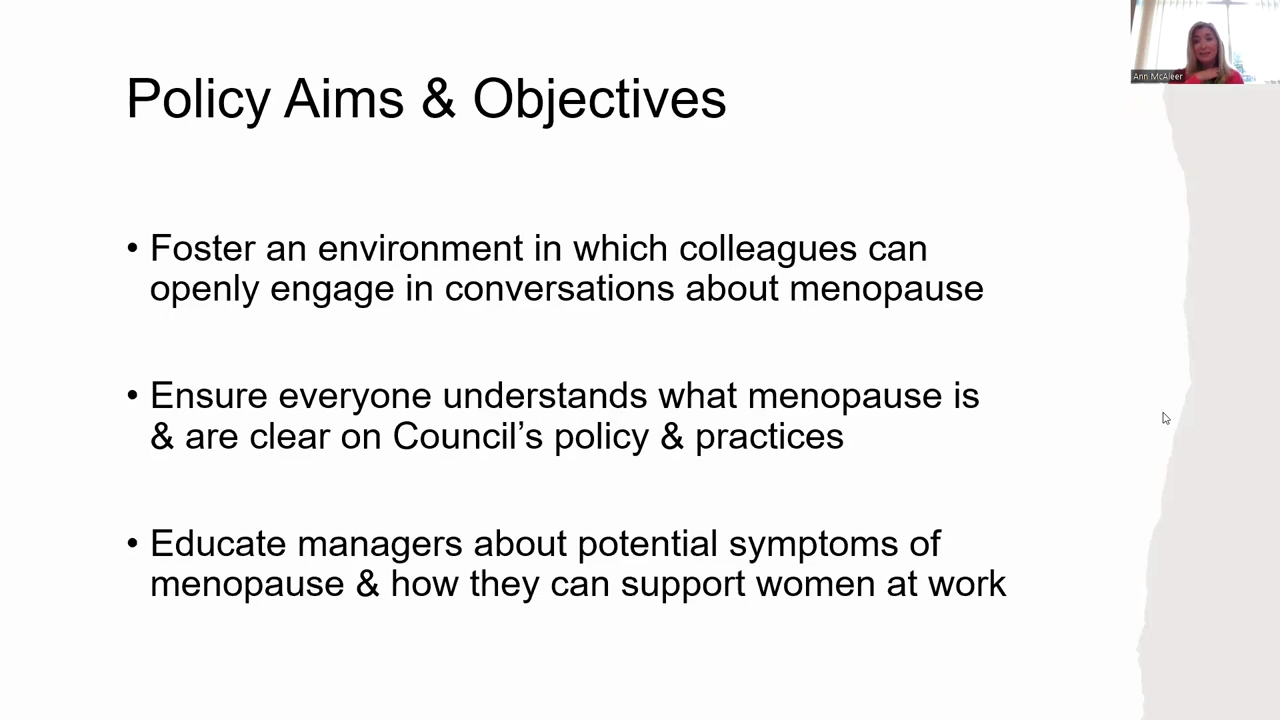 Policy Aims & Objectives
Ann McAleer
• Foster an environment in which colleagues can
openly engage in conversations about menopause
• Ensure everyone understands what menopause is
& are clear on Council’s policy & practices
• Educate managers about potential symptoms of
menopause & how they can support women at work